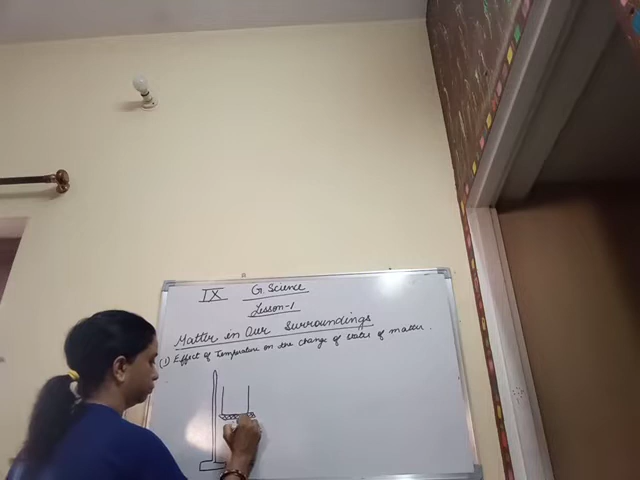 IX G. Science
Lesson-1
Matter in Our Surroundings
(1) Effect of Temperature on the change of states of matter.